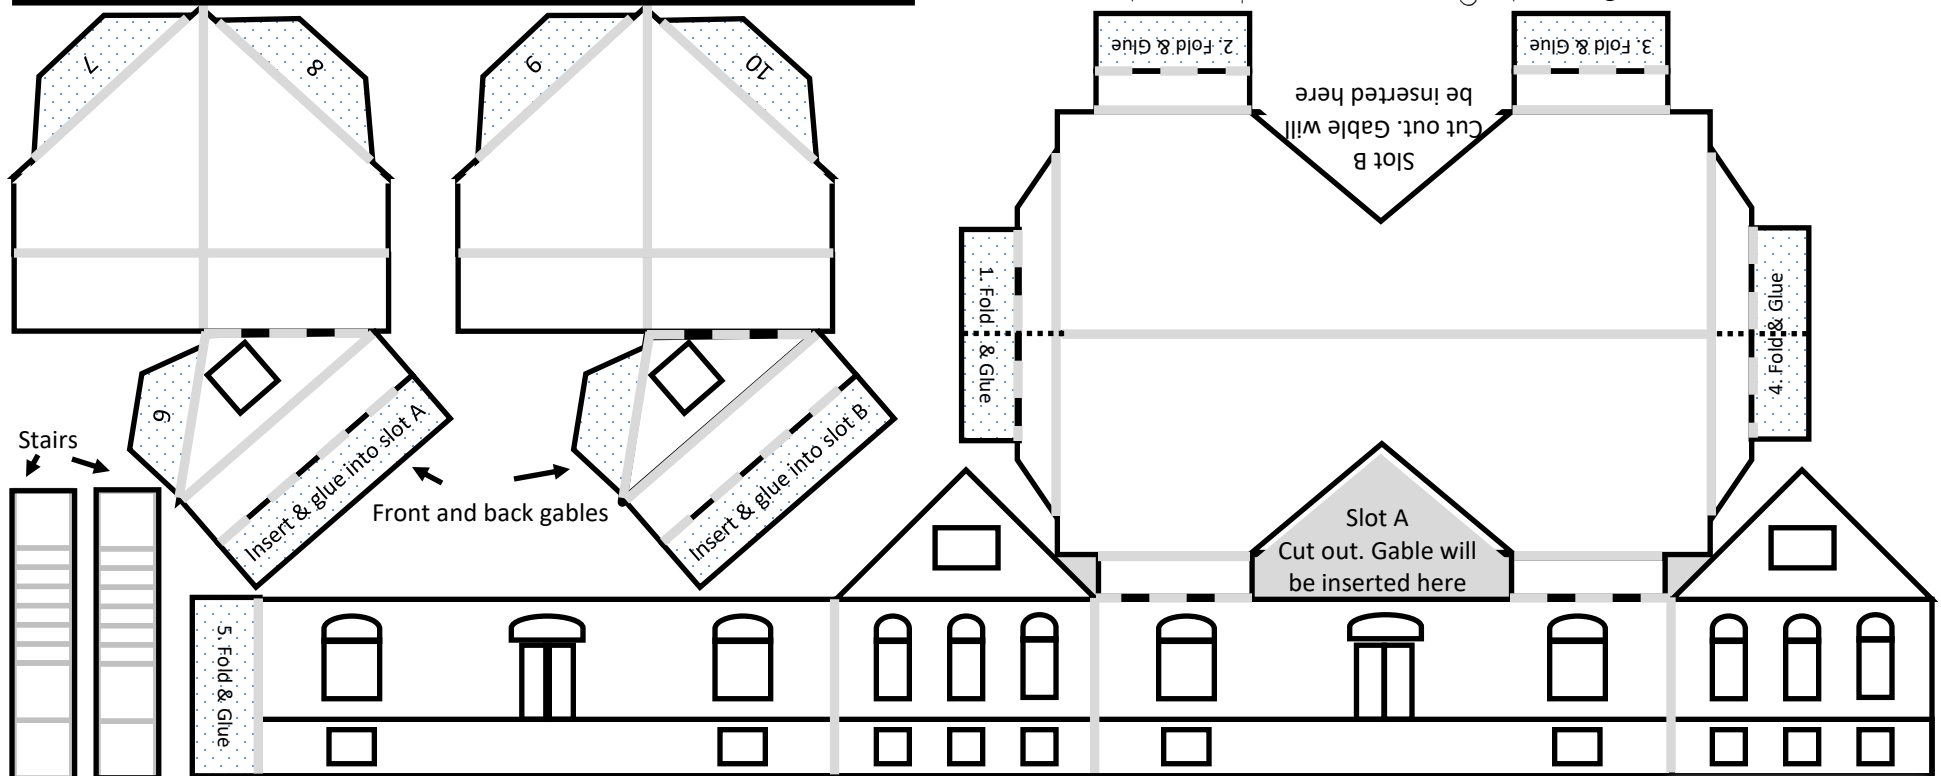 7
8
9
10
2. Fold & Glue
3. Fold & Glue
Slot B
Cut out. Gable will
be inserted here
1. Fold & Glue
4. Fold & Glue
6
Insert & glue into slot A
Insert & glue into slot B
Stairs
Front and back gables
Slot A
Cut out. Gable will
be inserted here
5. Fold & Glue